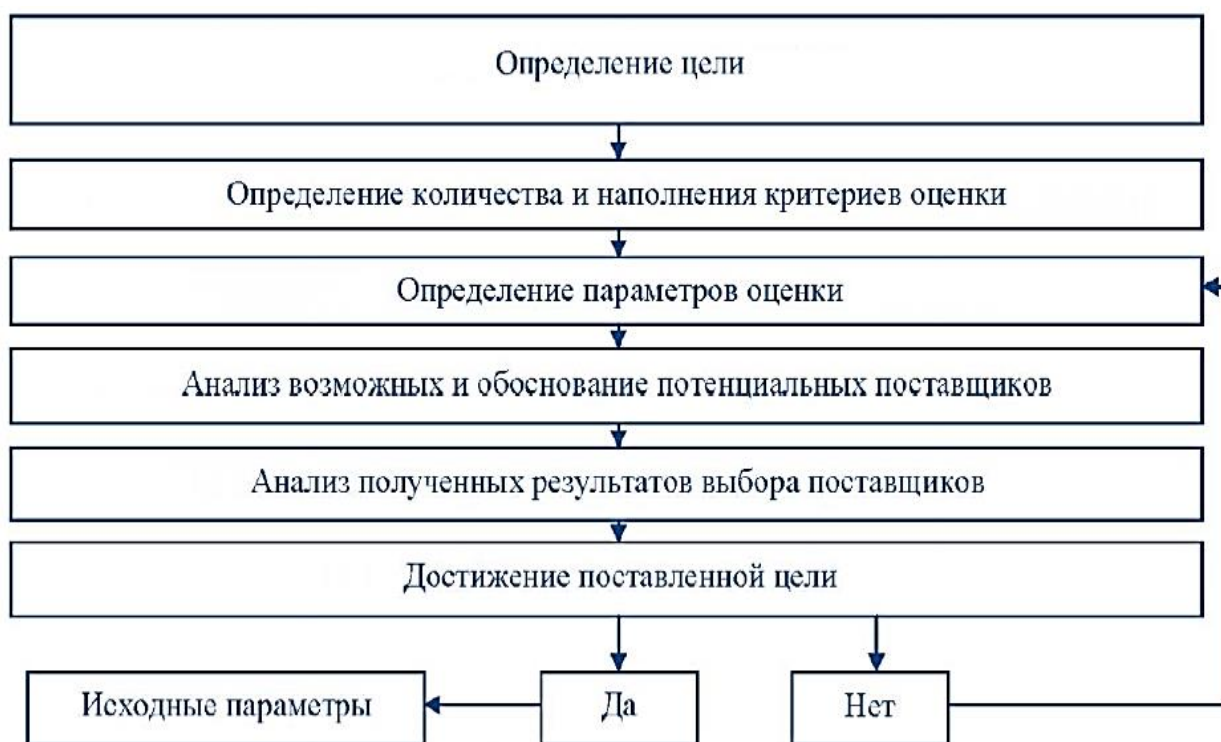 Определение цели
Определение количества и наполнения критериев оценки
Определение параметров оценки
Анализ возможных и обоснование потенциальных поставщиков
Анализ полученных результатов выбора поставщиков
Достижение поставленной цели
Исходные параметры
Да
Нет